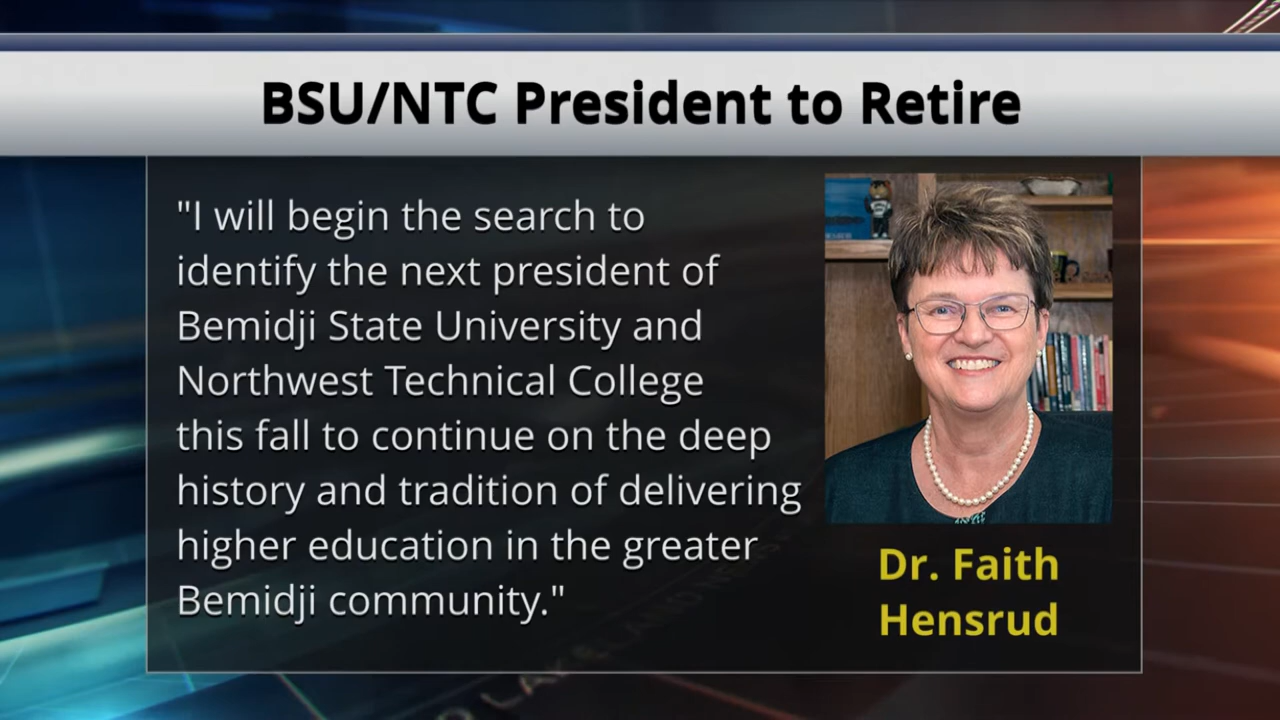 BSU/NTC President to Retire
"I will begin the search to
identify the next president of
Bemidji State University and
Northwest Technical College
this fall to continue on the deep
history and tradition of delivering
higher education in the greater
Bemidji community."
Dr. Faith
Hensrud